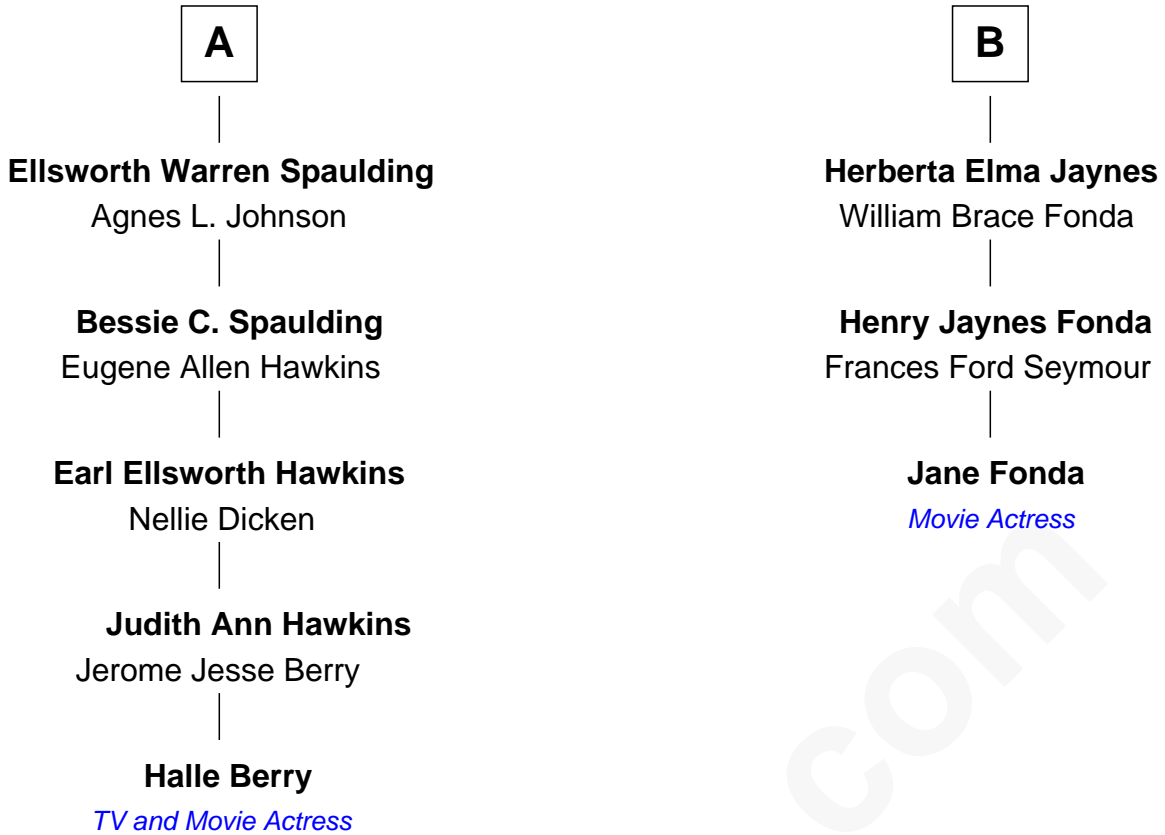 A
Ellsworth Warren Spaulding
Agnes L. Johnson
Bessie C. Spaulding
Eugene Allen Hawkins
Earl Ellsworth Hawkins
Nellie Dicken
Judith Ann Hawkins
Jerome Jesse Berry
Halle Berry
TV and Movie Actress
B
Herberta Elma Jaynes
William Brace Fonda
Henry Jaynes Fonda
Frances Ford Seymour
Jane Fonda
Movie Actress
com